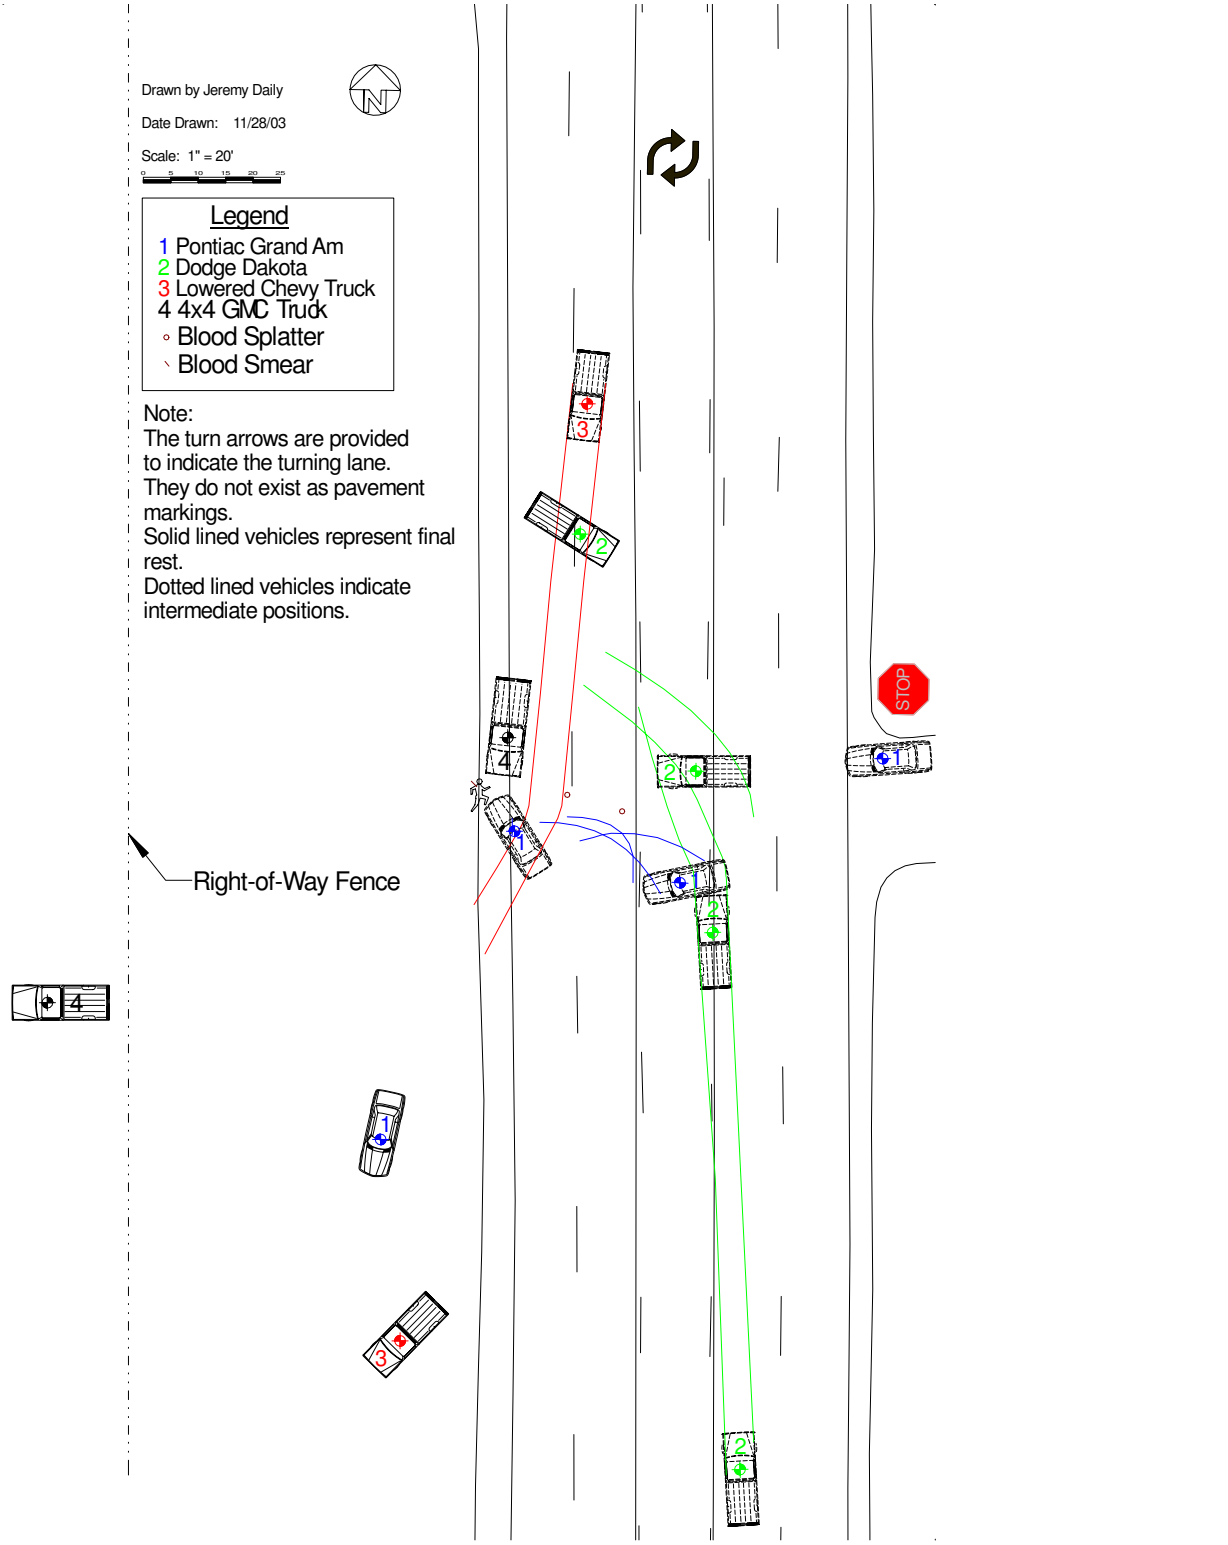 Drawn by Jeremy Daily
N
Date Drawn: 11/28/03
Scale: 1" = 20'
0 5 10 15 20 25
Legend
1 Pontiac Grand Am
2 Dodge Dakota
3 Lowered Chevy Truck
4 4x4 GMC Truck
Blood Splatter
Blood Smear
Note:
The turn arrows are provided
to indicate the turning lane.
They do not exist as pavement
markings.
Solid lined vehicles represent final
rest.
Dotted lined vehicles indicate
intermediate positions.
3
2
STOP
4
2
1
1
1
2
Right-of-Way Fence
4
1
3
2